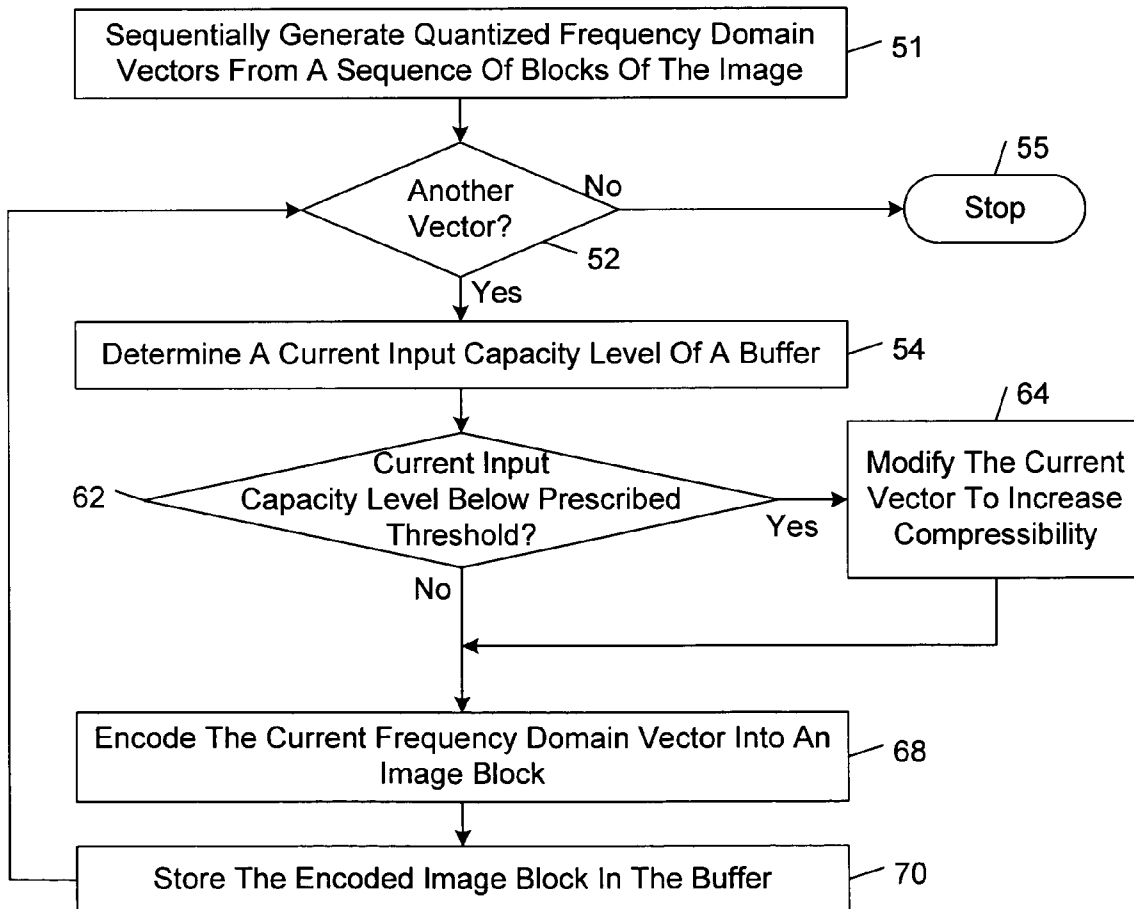 Sequentially Generate Quantized Frequency Domain
Vectors From A Sequence Of Blocks Of The Image
51
Another
Vector?
No
52
Yes
55
Stop
Determine A Current Input Capacity Level Of A Buffer
54
62
Current Input
Capacity Level Below Prescribed
Threshold?
Yes
No
64
Modify The Current
Vector To Increase
Compressibility
Encode The Current Frequency Domain Vector Into An
Image Block
68
Store The Encoded Image Block In The Buffer
70